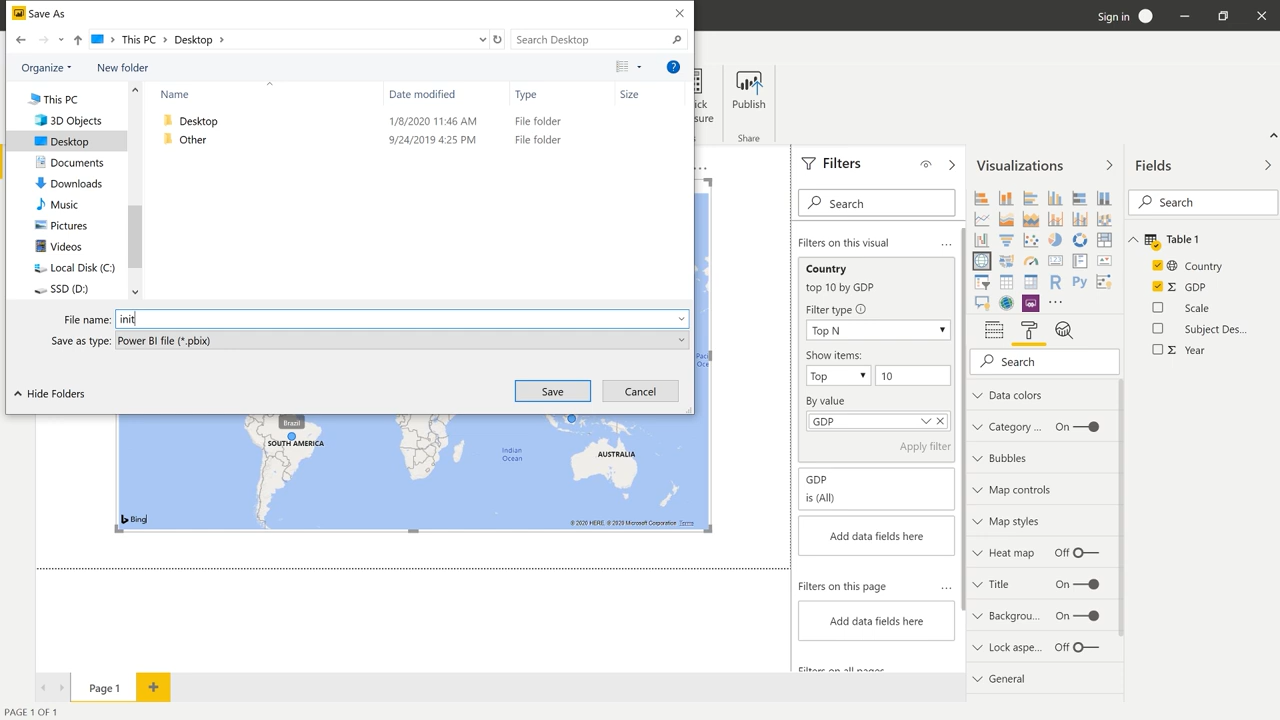 Save As
Sign in
This PC
Desktop
Search Desktop
Organize
New folder
Name
Date modified
Type
Size
This PC
3D Objects
Desktop
Documents
Downloads
Music
Pictures
Videos
Local Disk (C:)
SSD (D:)
Desktop
1/8/2020 11:46 AM
File folder
Other
9/24/2019 4:25 PM
File folder
File name:
init
Save as type:
Power BI file (*.pbix)
Hide Folders
Save
Cancel
ick
sure
Publish
Share
Brazil
SOUTH AMERICA
Indian
Ocean
AUSTRALIA
Bing
© 2020 HERE, © 2020 Microsoft Corporation Terms
Filters
Search
Filters on this visual
...
Country
top 10 by GDP
Filter type
Top N
Show items:
Top
10
By value
GDP
Apply filter
GDP
is (All)
Add data fields here
Filters on this page
...
Add data fields here
Filters on all pages
Visualizations
R
Py
...
Search
Data colors
Category ...
On
Bubbles
Map controls
Map styles
Heat map
Off
Title
On
Backgrou...
On
Lock aspe...
Off
General
Fields
Search
Table 1
Country
GDP
Scale
Subject Des...
Year
Page 1
PAGE 1 OF 1